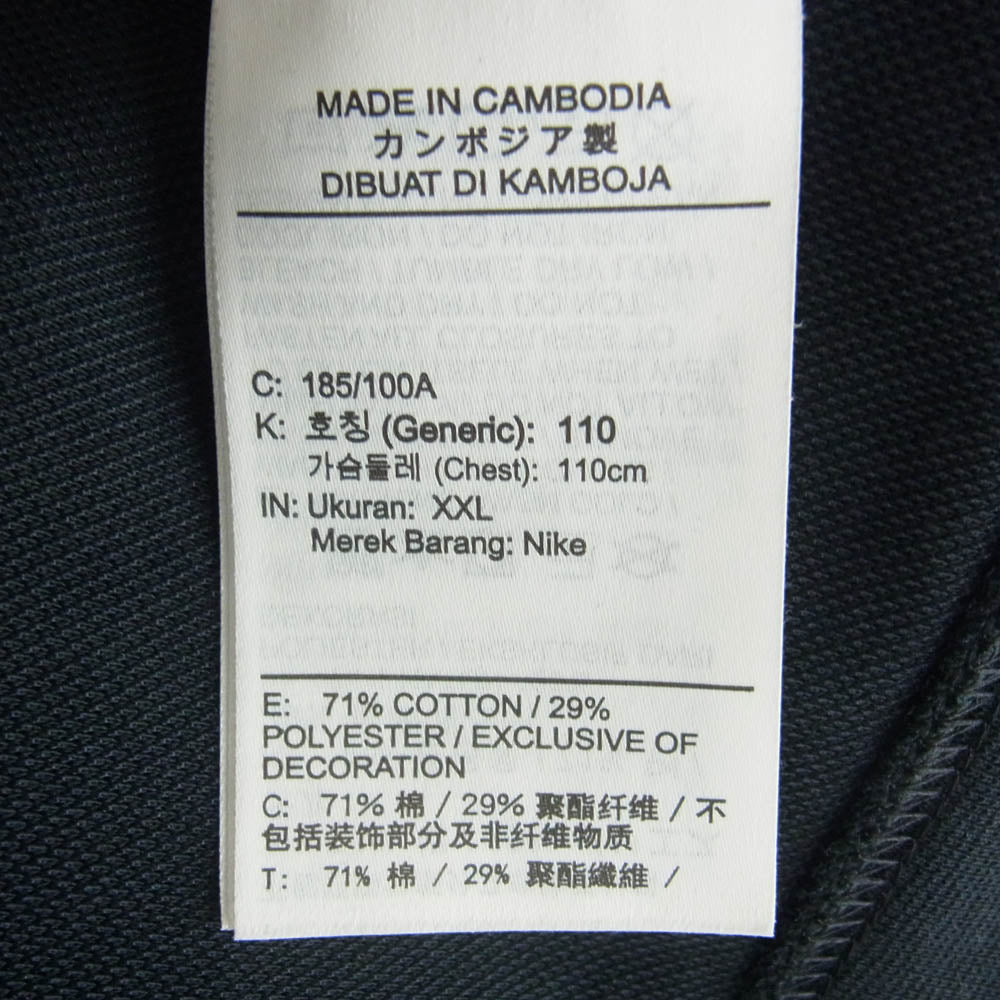 MADE IN CAMBODIA
カンボジア製
DIBUAT DI KAMBOJA
C: 185/100A
K: 호칭 (Generic): 110
가슴둘레 (Chest): 110cm
IN: Ukuran: XXL
Merek Barang: Nike
E: 71% COTTON / 29%
POLYESTER / EXCLUSIVE OF
DECORATION
C: 71% 棉 / 29% 聚酯纤维 / 不
包括装饰部分及非纤维物质
T: 71% 棉 / 29% 聚酯纖維 /